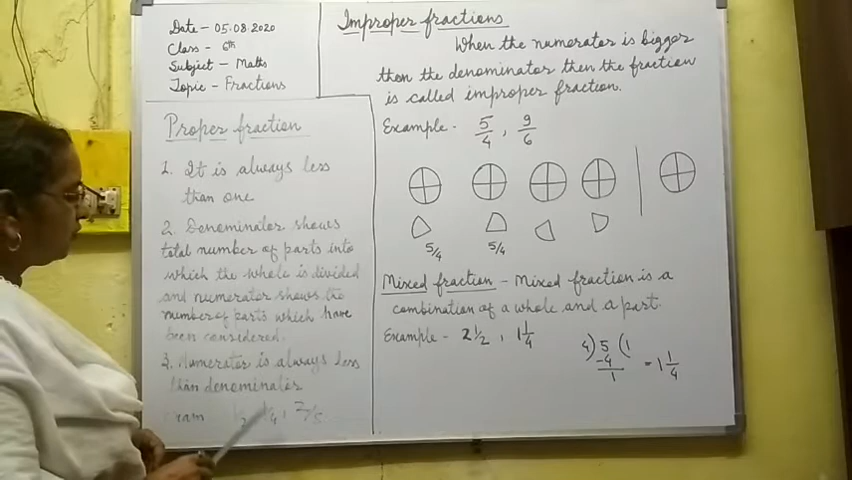 Date - 05.08.2020
Class - 6th
Subject - Maths
Topic - Fractions
Proper fraction
1. It is always less
than one
2. Denominator shows
total number of parts into
which the whole is divided
and numerator shows the
number of parts which have
been considered.
3. Numerator is always less
than denominator
Improper fractions
When the numerator is bigger
then the denominator then the fraction
is called improper fraction.
Example - 5/4, 9/6
5/4 5/4
Mixed fraction - Mixed fraction is a
combination of a whole and a part.
Example - 2 1/2, 1 1/4
4) 5 (1
-4
1
= 1 1/4